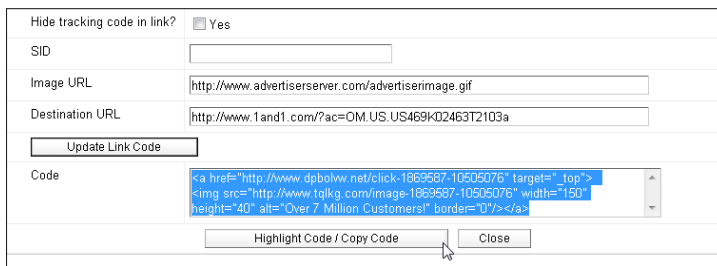 Hide tracking code in link? Yes
SID
Image URL http://www.advertiserserver.com/advertiserimage.gif
Destination URL http://www.1and1.com/?ac=OM.US.US469K02463T2103a
Update Link Code
Code <a href="http://www.dpbolvw.net/click-1869587-10505076" target="_top">
<img src="http://www.tqlkg.com/image-1869587-10505076" width="150"
height="40" alt="Over 7 Million Customers!" border="0"/></a>
Highlight Code / Copy Code Close